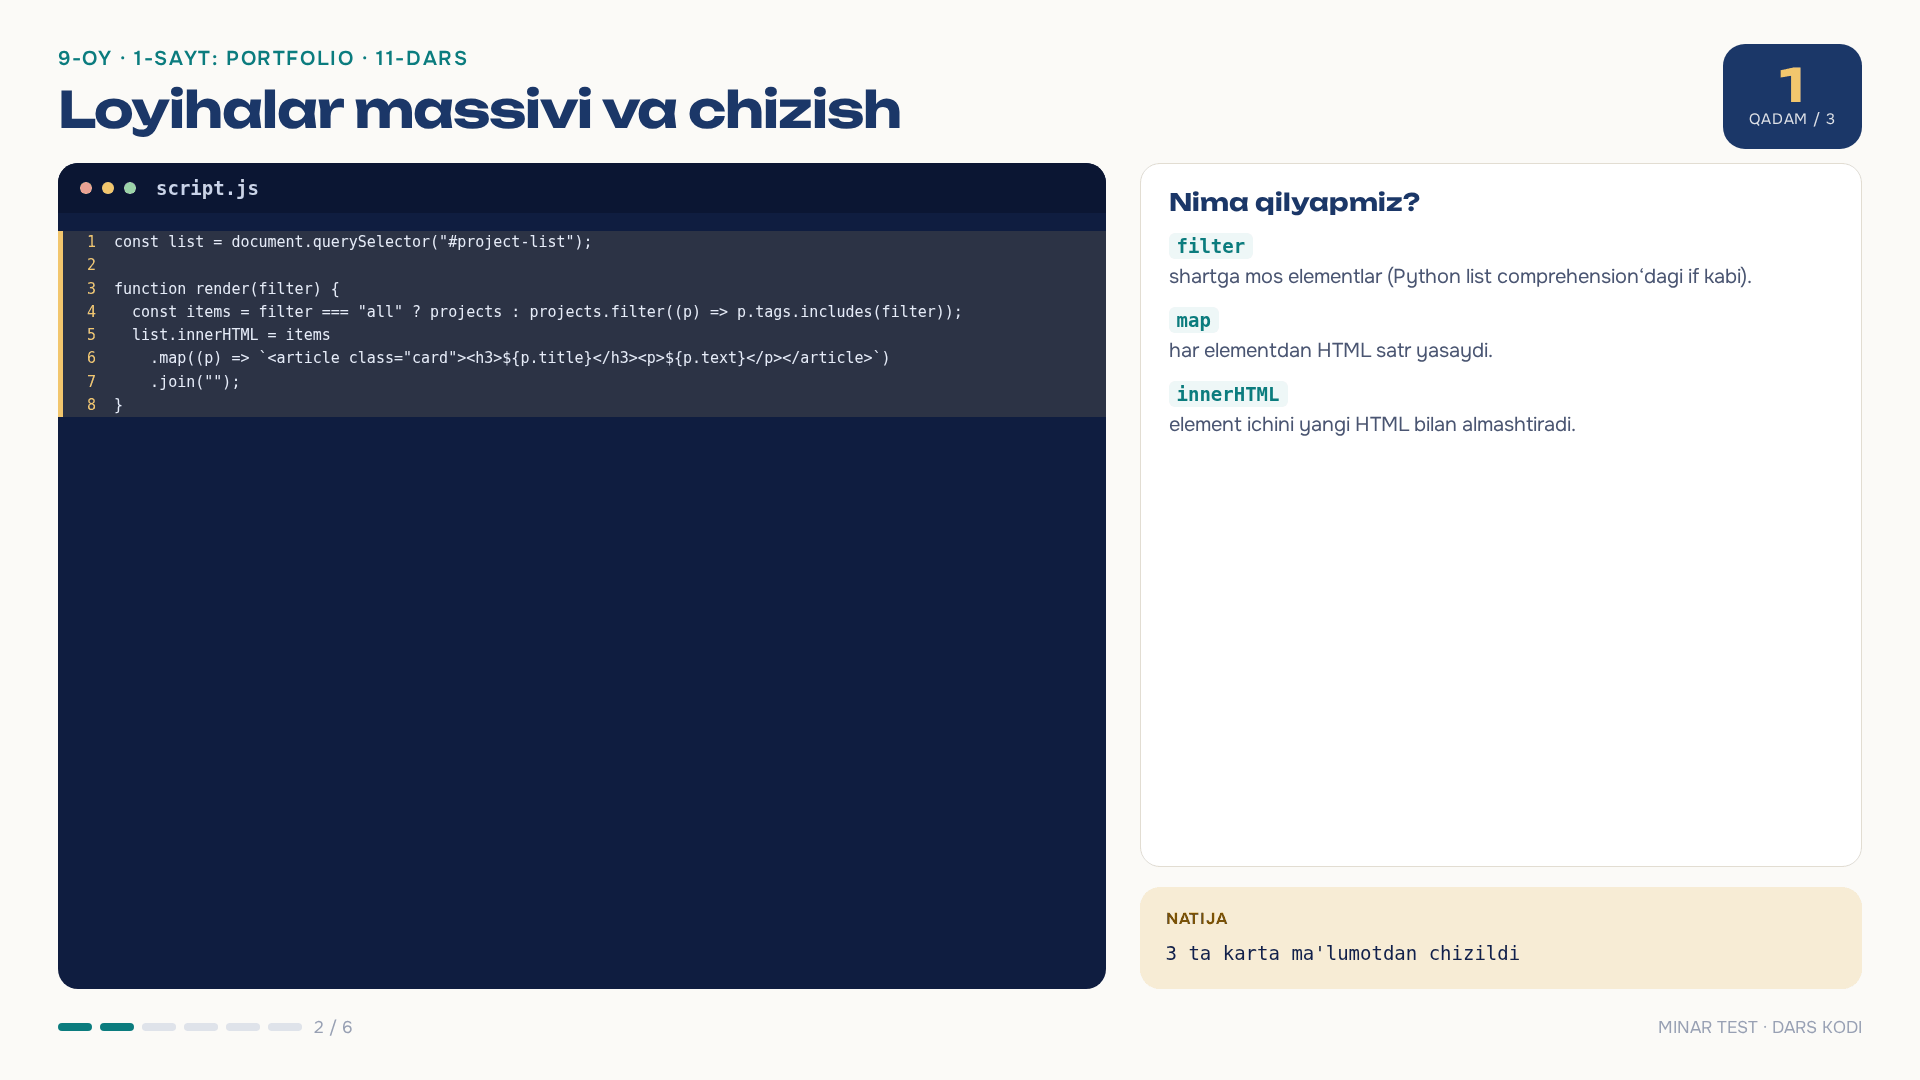 9-OY · 1-SAYT: PORTFOLIO · 11-DARS
Loyihalar massivi va chizish
1
QADAM / 3
script.js
1 const list = document.querySelector("#project-list");
2
3 function render(filter) {
4   const items = filter === "all" ? projects : projects.filter((p) => p.tags.includes(filter));
5   list.innerHTML = items
6     .map((p) => `<article class="card"><h3>${p.title}</h3><p>${p.text}</p></article>`)
7     .join("");
8 }
Nima qilyapmiz?
filter
shartga mos elementlar (Python list comprehension‘dagi if kabi).
map
har elementdan HTML satr yasaydi.
innerHTML
element ichini yangi HTML bilan almashtiradi.
NATIJA
3 ta karta ma'lumotdan chizildi
2 / 6
MINAR TEST · DARS KODI